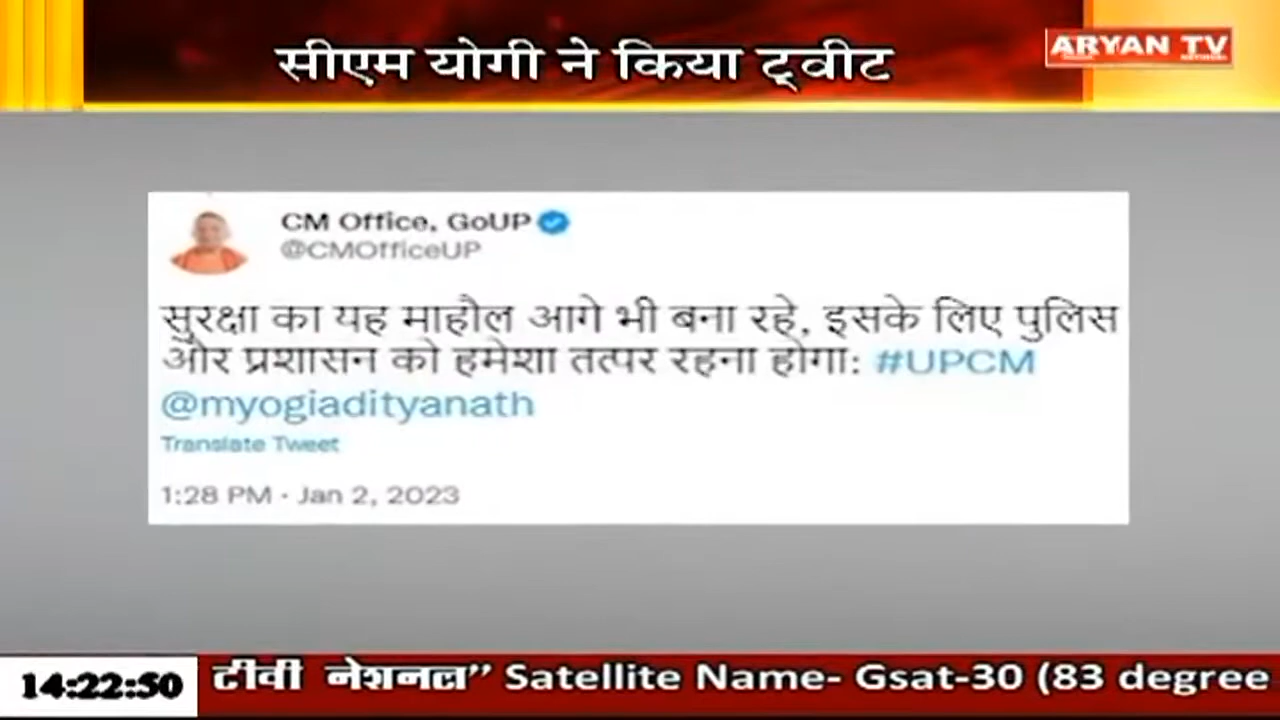 सीएम योगी ने किया ट्वीट
ARYAN TV
NETWORK
CM Office, GoUP
@CMOfficeUP
सुरक्षा का यह माहौल आगे भी बना रहे, इसके लिए पुलिस
और प्रशासन को हमेशा तत्पर रहना होगा: #UPCM
@myogiadityanath
Translate Tweet
1:28 PM · Jan 2, 2023
14:22:50
टीवी नेशनल” Satellite Name- Gsat-30 (83 degree